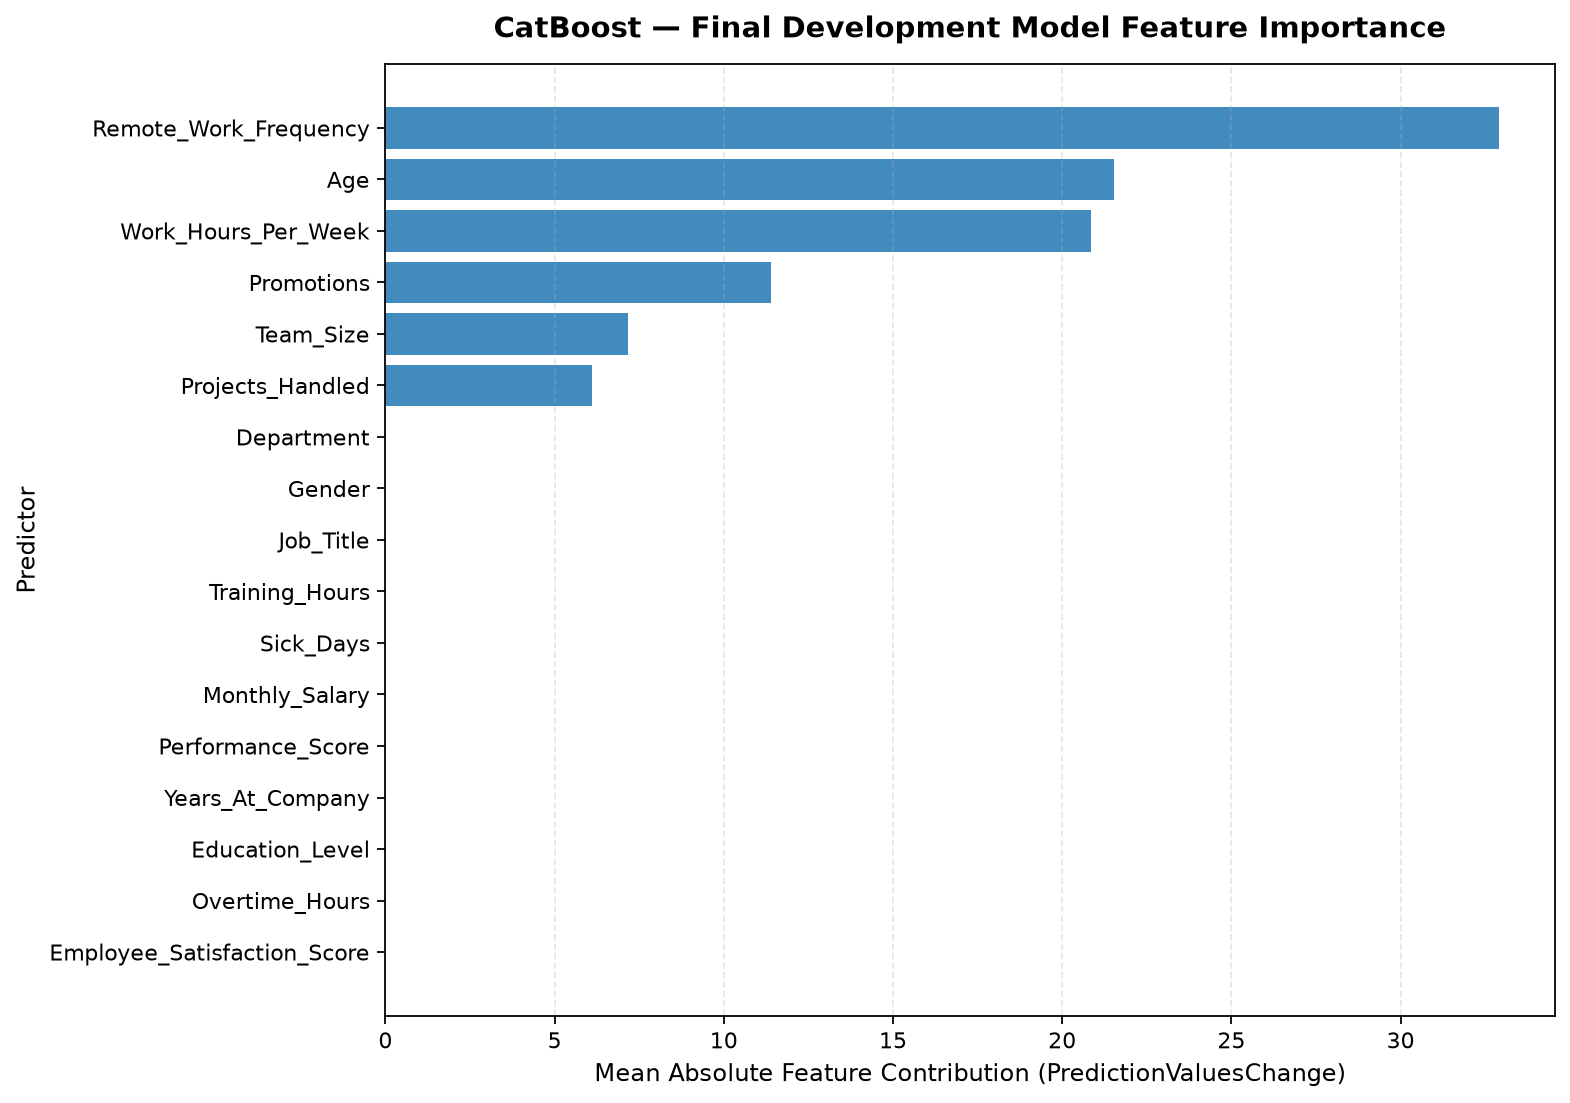 CatBoost — Final Development Model Feature Importance
Predictor
Remote_Work_Frequency
Age
Work_Hours_Per_Week
Promotions
Team_Size
Projects_Handled
Department
Gender
Job_Title
Training_Hours
Sick_Days
Monthly_Salary
Performance_Score
Years_At_Company
Education_Level
Overtime_Hours
Employee_Satisfaction_Score
0 5 10 15 20 25 30
Mean Absolute Feature Contribution (PredictionValuesChange)